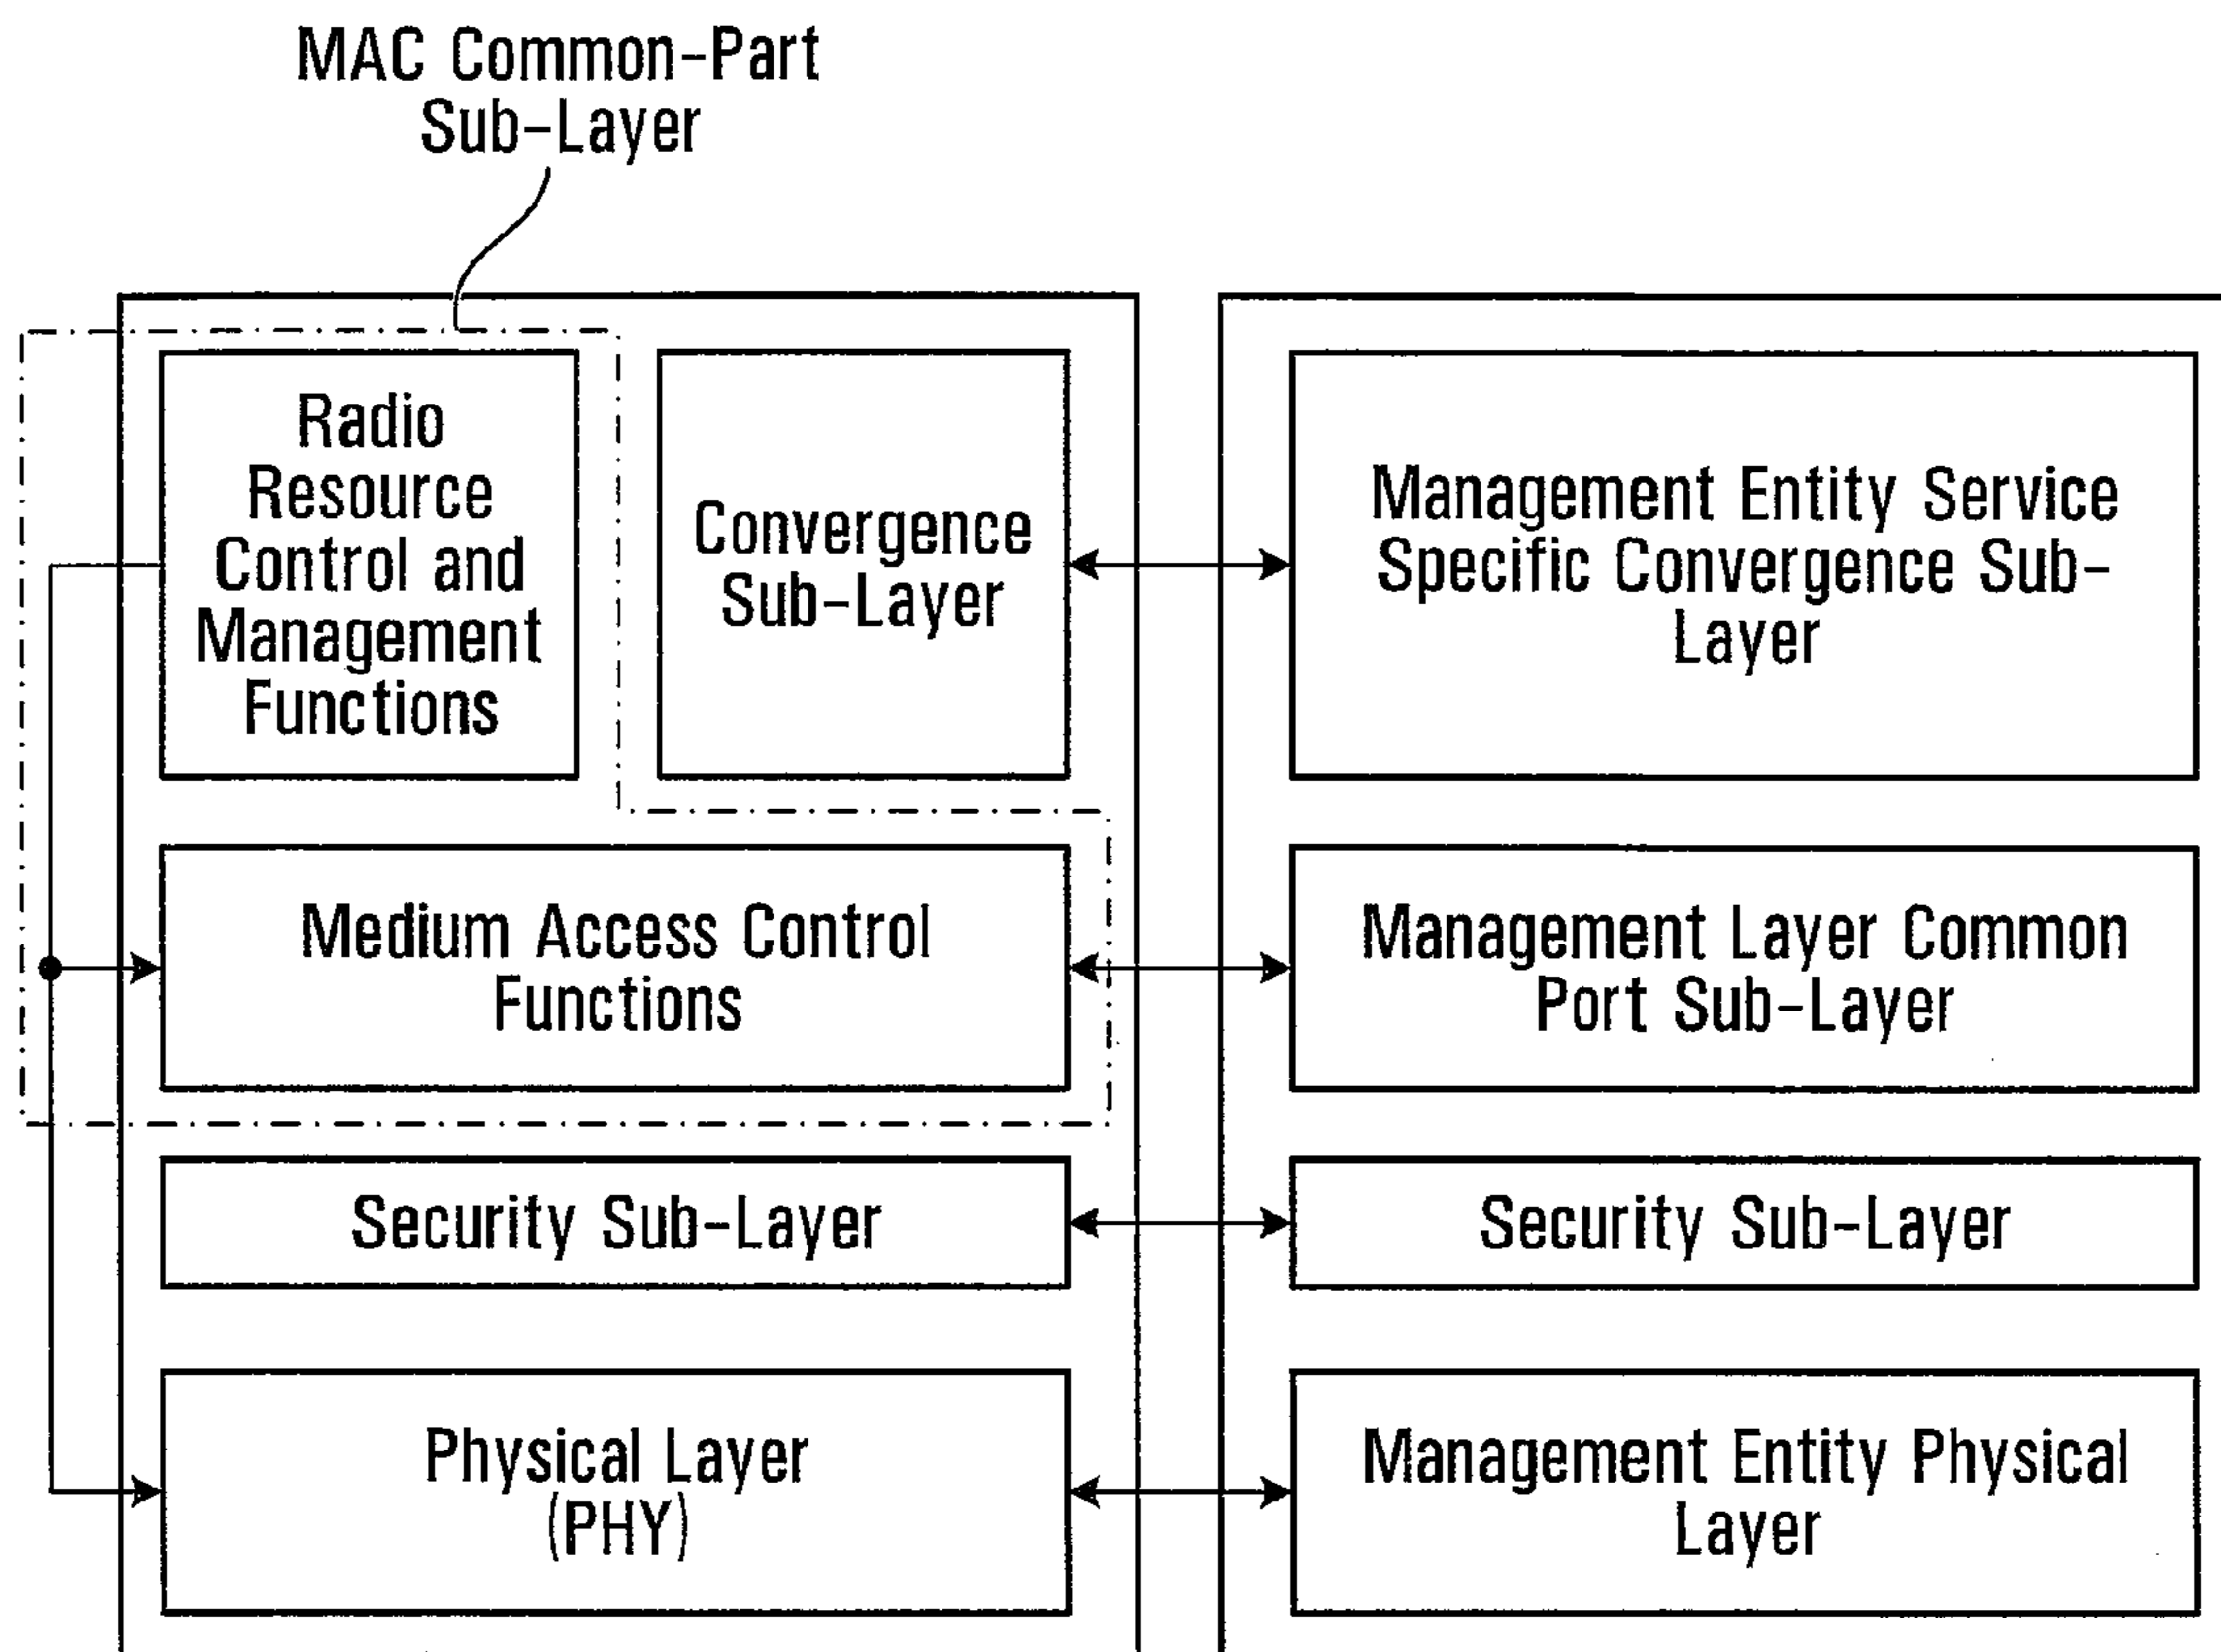 MAC Common-Part
Sub-Layer
Radio
Resource
Control and
Management
Functions
Convergence
Sub-Layer
Management Entity Service
Specific Convergence Sub-
Layer
Medium Access Control
Functions
Management Layer Common
Port Sub-Layer
Security Sub-Layer
Security Sub-Layer
Physical Layer
(PHY)
Management Entity Physical
Layer